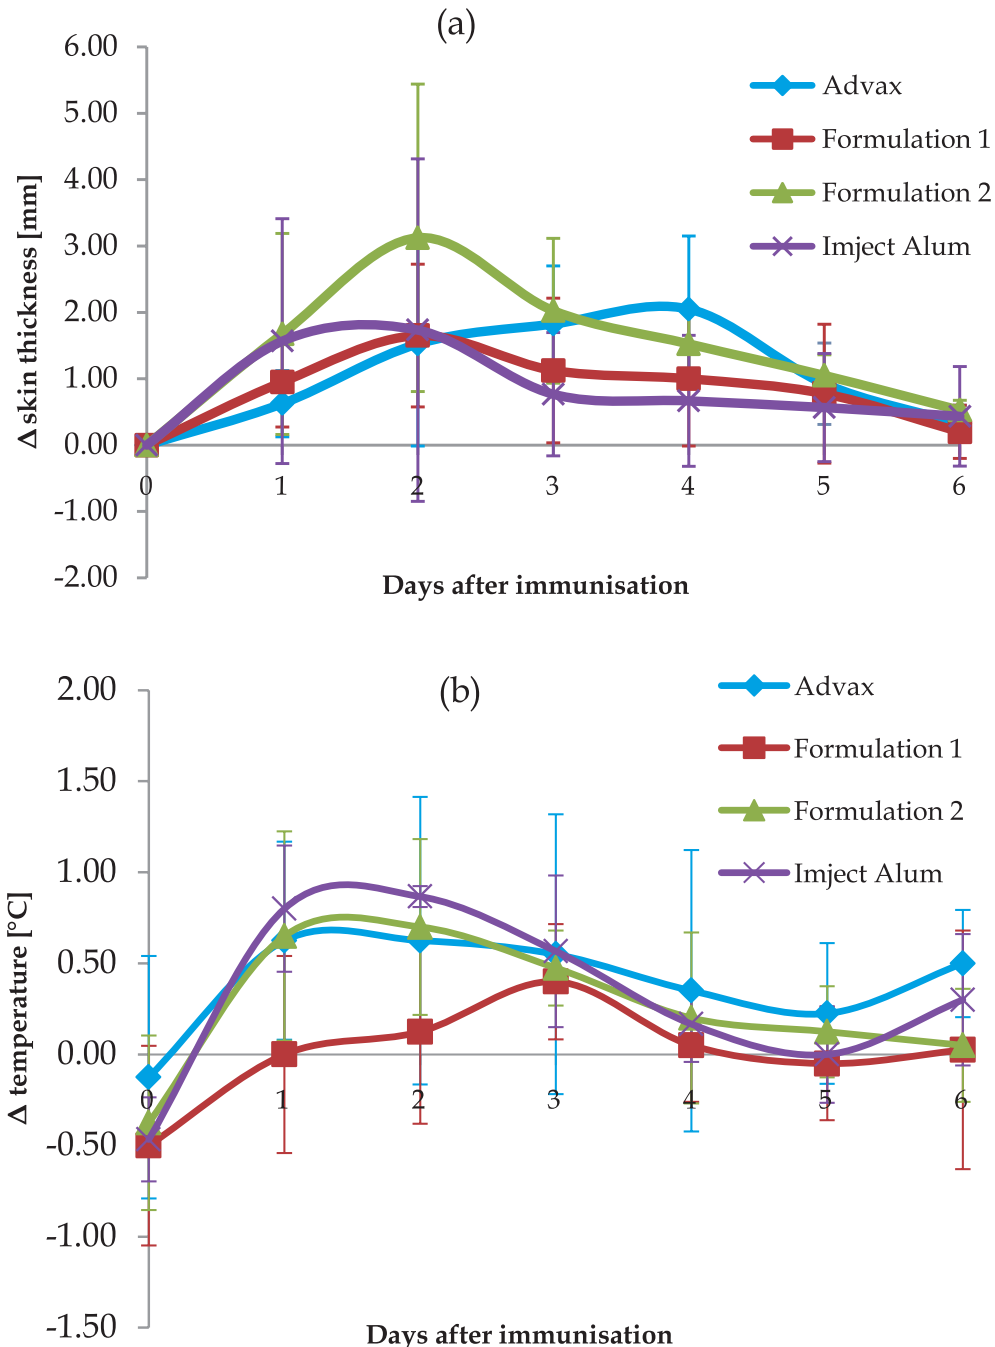 (a)
6.00
5.00
4.00
3.00
2.00
1.00
0.00
-1.00
-2.00
Δ skin thickness [mm]
Advax
Formulation 1
Formulation 2
Imject Alum
0 1 2 3 4 5 6
Days after immunisation
(b)
2.00
1.50
1.00
0.50
0.00
-0.50
-1.00
-1.50
Δ temperature [°C]
Advax
Formulation 1
Formulation 2
Imject Alum
0 1 2 3 4 5 6
Days after immunisation